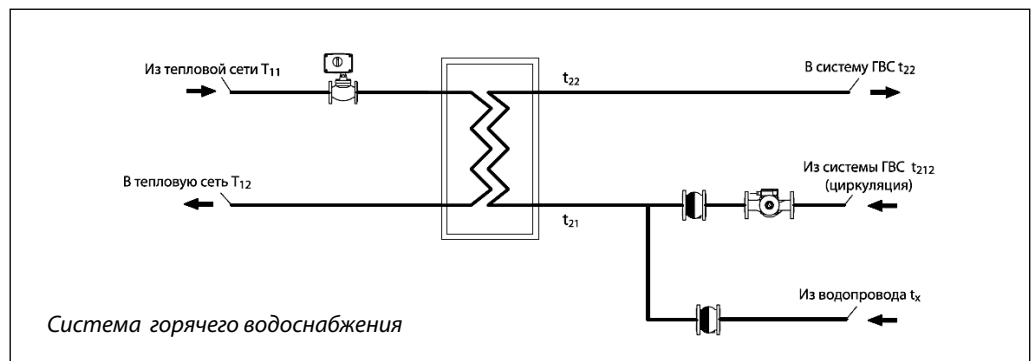 Из тепловой сети T11
t22
В систему ГВС t22
В тепловую сеть T12
t21
Из системы ГВС t212
(циркуляция)
Из водопровода tx
Система горячего водоснабжения